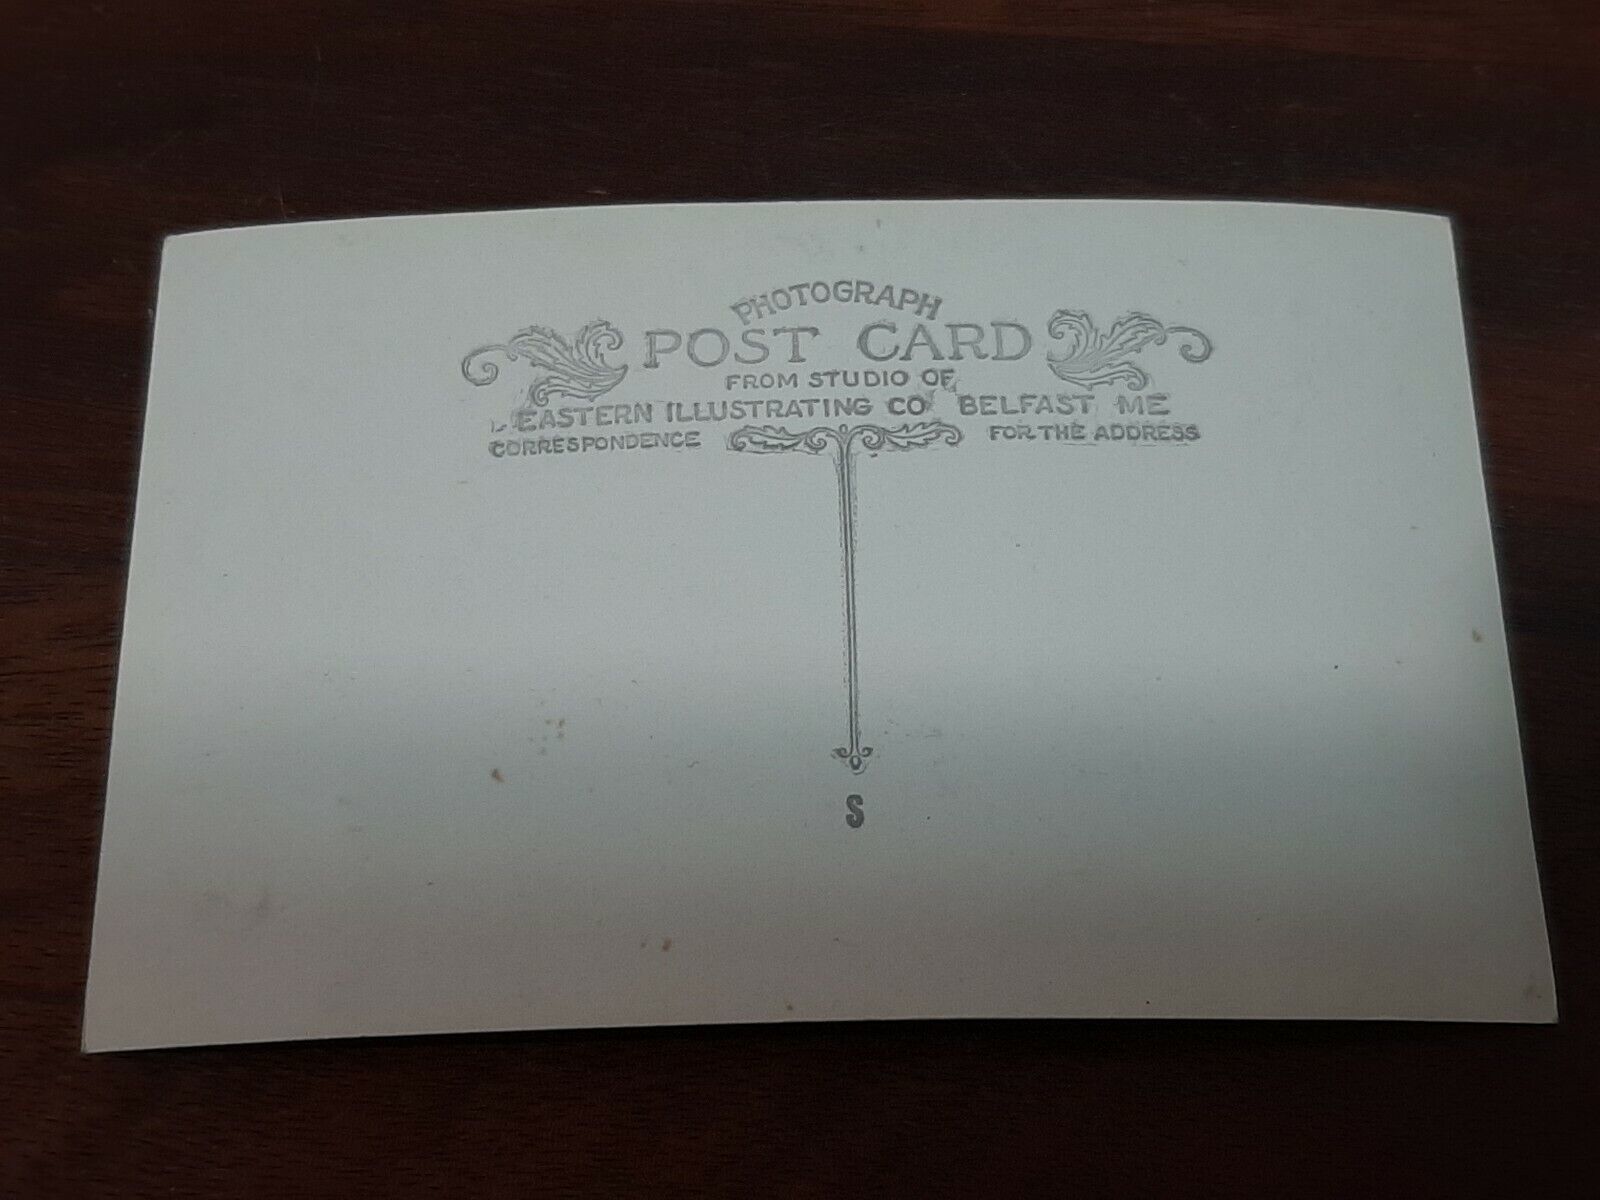 PHOTOGRAPH
POST CARD
FROM STUDIO OF
EASTERN ILLUSTRATING CO BELFAST ME
CORRESPONDENCE FOR THE ADDRESS
S